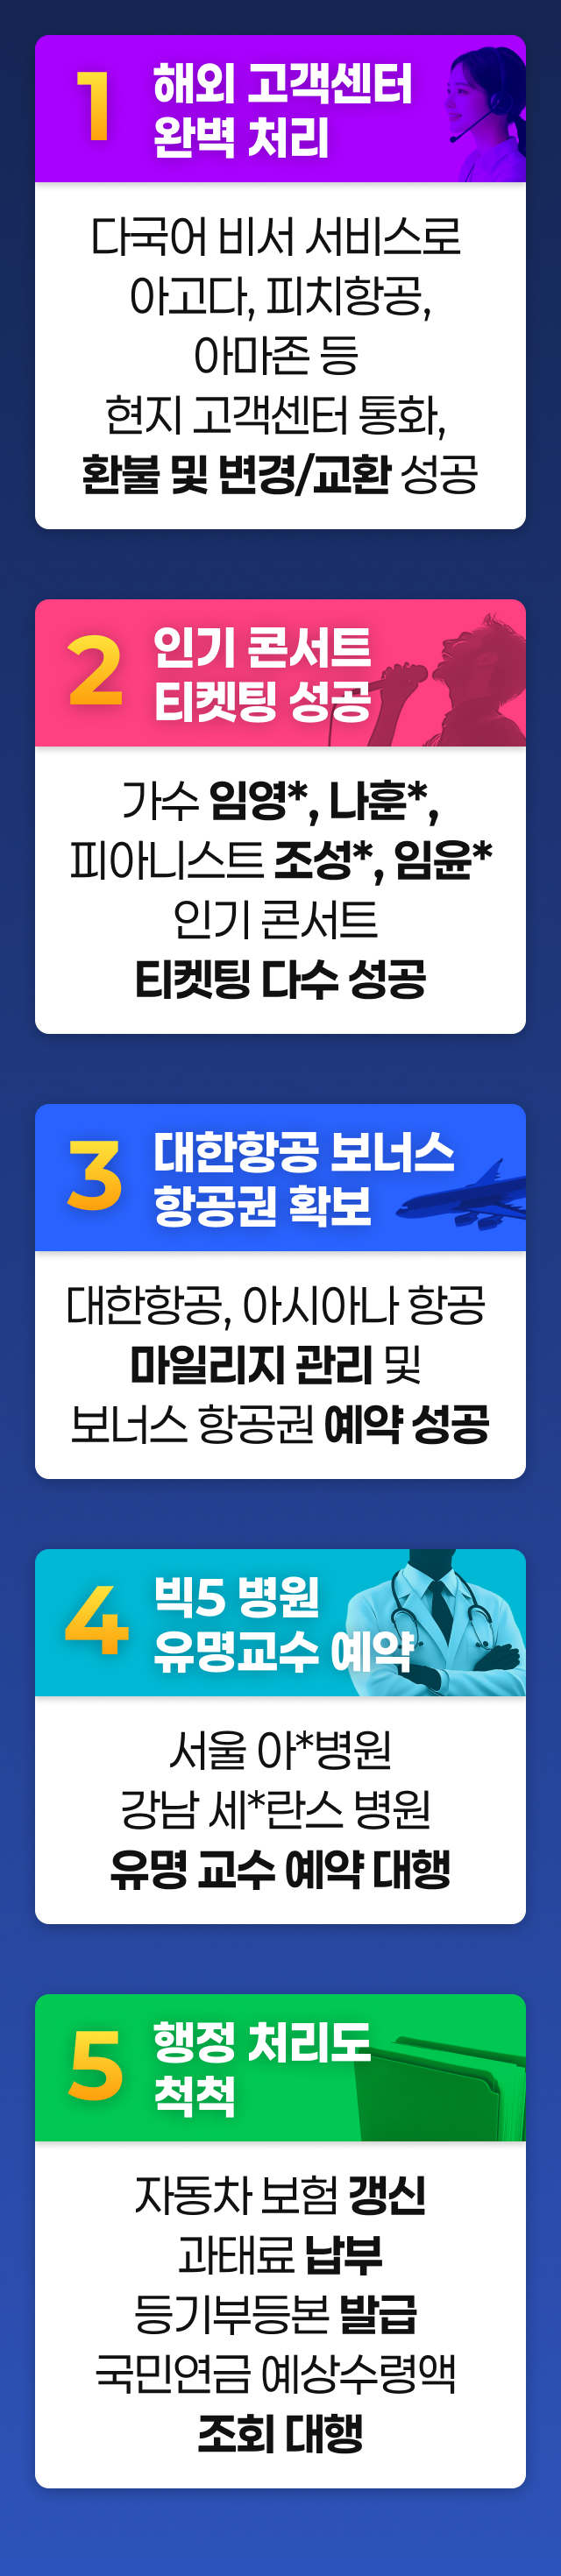 1
해외 고객센터
완벽 처리
다국어 비서 서비스로
아고다, 피치항공,
아마존 등
현지 고객센터 통화,
환불 및 변경/교환 성공
2
인기 콘서트
티켓팅 성공
가수 임영*, 나훈*,
피아니스트 조성*, 임윤*
인기 콘서트
티켓팅 다수 성공
3
대한항공 보너스
항공권 확보
대한항공, 아시아나 항공
마일리지 관리 및
보너스 항공권 예약 성공
4
빅5 병원
유명교수 예약
서울 아*병원
강남 세*란스 병원
유명 교수 예약 대행
5
행정 처리도
척척
자동차 보험 갱신
과태료 납부
등기부등본 발급
국민연금 예상수령액
조회 대행